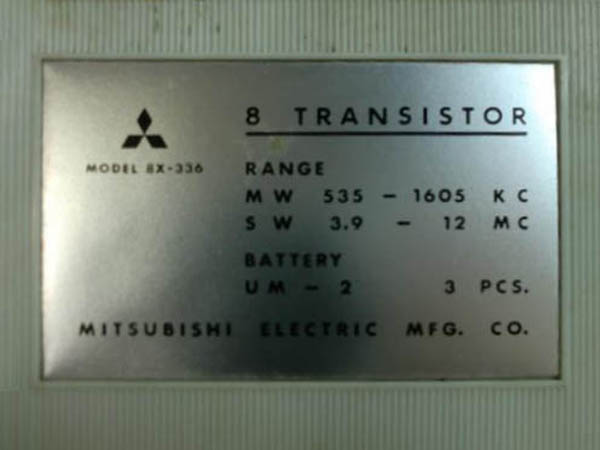 8 TRANSISTOR
MODEL 8X-336
RANGE
MW 535 - 1605 KC
SW 3.9 - 12 MC
BATTERY
UM-2 3 PCS.
MITSUBISHI ELECTRIC MFG. CO.